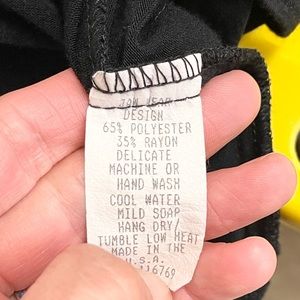 DESIGN
65% POLYESTER
35% RAYON
DELICATE
MACHINE OR
HAND WASH
COOL WATER
MILD SOAP
HANG DRY/
TUMBLE LOW HEAT
MADE IN THE
U.S.A.